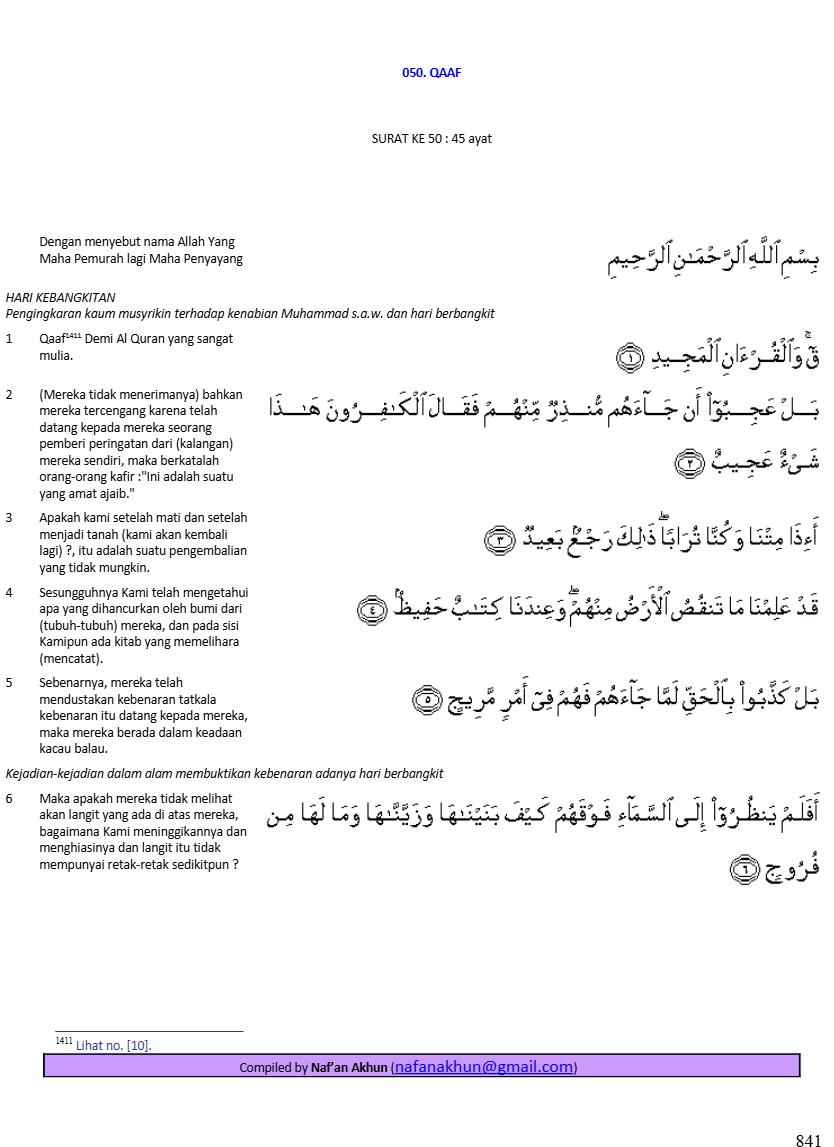 050. QAAF
SURAT KE 50 : 45 ayat
Dengan menyebut nama Allah Yang
Maha Pemurah lagi Maha Penyayang
بِسْمِ ٱللَّهِ ٱلرَّحْمَـٰنِ ٱلرَّحِيمِ
HARI KEBANGKITAN
Pengingkaran kaum musyrikin terhadap kenabian Muhammad s.a.w. dan hari berbangkit
1 Qaaf¹⁴¹¹ Demi Al Quran yang sangat
mulia.
قٓ ۚ وَٱلْقُرْءَانِ ٱلْمَجِيدِ ﴿١﴾
2 (Mereka tidak menerimanya) bahkan
mereka tercengang karena telah
datang kepada mereka seorang
pemberi peringatan dari (kalangan)
mereka sendiri, maka berkatalah
orang-orang kafir :"Ini adalah suatu
yang amat ajaib."
بَلْ عَجِبُوٓا۟ أَن جَآءَهُم مُّنذِرٌ مِّنْهُمْ فَقَالَ ٱلْكَـٰفِرُونَ هَـٰذَا
شَىْءٌ عَجِيبٌ ﴿٢﴾
3 Apakah kami setelah mati dan setelah
menjadi tanah (kami akan kembali
lagi) ?, itu adalah suatu pengembalian
yang tidak mungkin.
أَءِذَا مِتْنَا وَكُنَّا تُرَابًا ۖ ذَٰلِكَ رَجْعٌۢ بَعِيدٌ ﴿٣﴾
4 Sesungguhnya Kami telah mengetahui
apa yang dihancurkan oleh bumi dari
(tubuh-tubuh) mereka, dan pada sisi
Kamipun ada kitab yang memelihara
(mencatat).
قَدْ عَلِمْنَا مَا تَنقُصُ ٱلْأَرْضُ مِنْهُمْ ۖ وَعِندَنَا كِتَـٰبٌ حَفِيظٌۢ ﴿٤﴾
5 Sebenarnya, mereka telah
mendustakan kebenaran tatkala
kebenaran itu datang kepada mereka,
maka mereka berada dalam keadaan
kacau balau.
بَلْ كَذَّبُوا۟ بِٱلْحَقِّ لَمَّا جَآءَهُمْ فَهُمْ فِىٓ أَمْرٍ مَّرِيجٍ ﴿٥﴾
Kejadian-kejadian dalam alam membuktikan kebenaran adanya hari berbangkit
6 Maka apakah mereka tidak melihat
akan langit yang ada di atas mereka,
bagaimana Kami meninggikannya dan
menghiasinya dan langit itu tidak
mempunyai retak-retak sedikitpun ?
أَفَلَمْ يَنظُرُوٓا۟ إِلَى ٱلسَّمَآءِ فَوْقَهُمْ كَيْفَ بَنَيْنَـٰهَا وَزَيَّنَّـٰهَا وَمَا لَهَا مِن
فُرُوجٍ ﴿٦﴾
¹⁴¹¹ Lihat no. [10].
Compiled by Naf’an Akhun (nafanakhun@gmail.com)
841